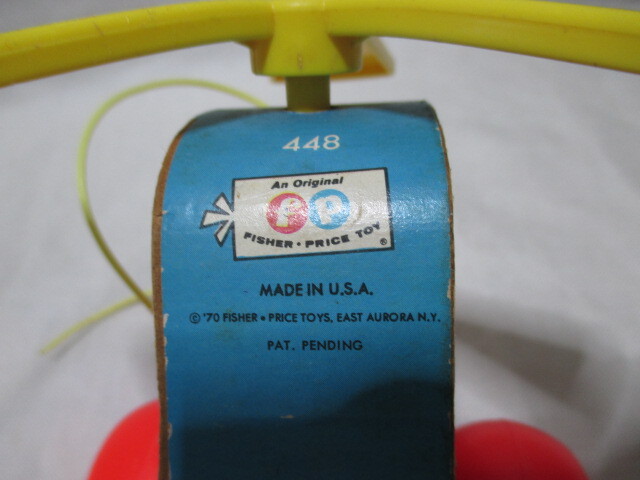 448
An Original
fp
FISHER • PRICE TOY ®
MADE IN U.S.A.
© '70 FISHER • PRICE TOYS, EAST AURORA N.Y.
PAT. PENDING